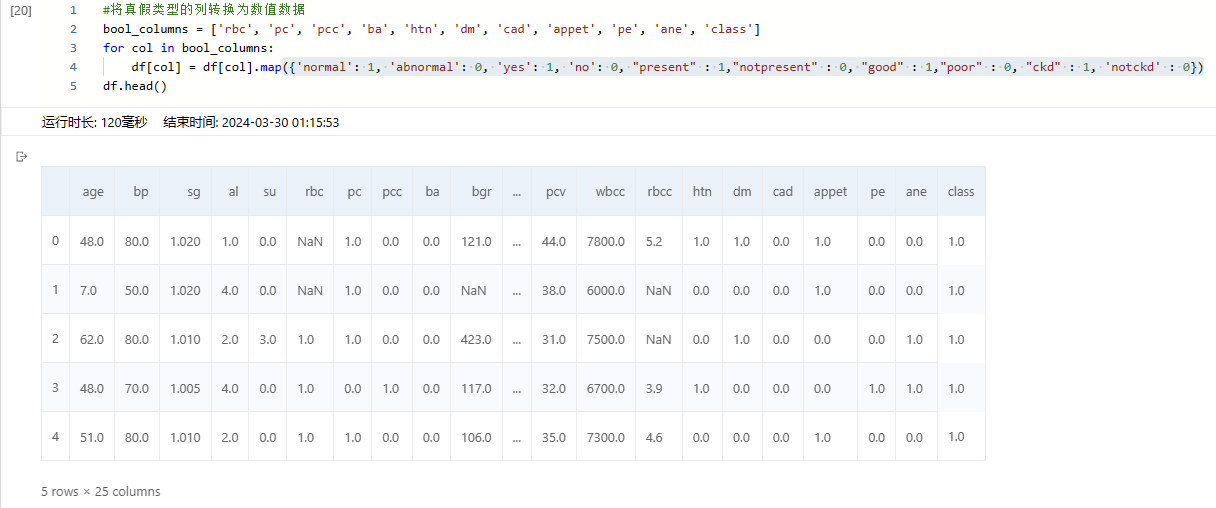 [20]
1 #将真假类型的列转换为数值数据
2 bool_columns = ['rbc', 'pc', 'pcc', 'ba', 'htn', 'dm', 'cad', 'appet', 'pe', 'ane', 'class']
3 for col in bool_columns:
4 df[col] = df[col].map({'normal': 1, 'abnormal': 0, 'yes': 1, 'no': 0, "present" : 1,"notpresent" : 0, "good" : 1,"poor" : 0, "ckd" : 1, 'notckd' : 0})
5 df.head()
运行时长: 120毫秒 结束时间: 2024-03-30 01:15:53
age bp sg al su rbc pc pcc ba bgr ... pcv wbcc rbcc htn dm cad appet pe ane class
0 48.0 80.0 1.020 1.0 0.0 NaN 1.0 0.0 0.0 121.0 ... 44.0 7800.0 5.2 1.0 1.0 0.0 1.0 0.0 0.0 1.0
1 7.0 50.0 1.020 4.0 0.0 NaN 1.0 0.0 0.0 NaN ... 38.0 6000.0 NaN 0.0 0.0 0.0 1.0 0.0 0.0 1.0
2 62.0 80.0 1.010 2.0 3.0 1.0 1.0 0.0 0.0 423.0 ... 31.0 7500.0 NaN 0.0 1.0 0.0 0.0 0.0 1.0 1.0
3 48.0 70.0 1.005 4.0 0.0 1.0 0.0 1.0 0.0 117.0 ... 32.0 6700.0 3.9 1.0 0.0 0.0 0.0 1.0 1.0 1.0
4 51.0 80.0 1.010 2.0 0.0 1.0 1.0 0.0 0.0 106.0 ... 35.0 7300.0 4.6 0.0 0.0 0.0 1.0 0.0 0.0 1.0
5 rows × 25 columns